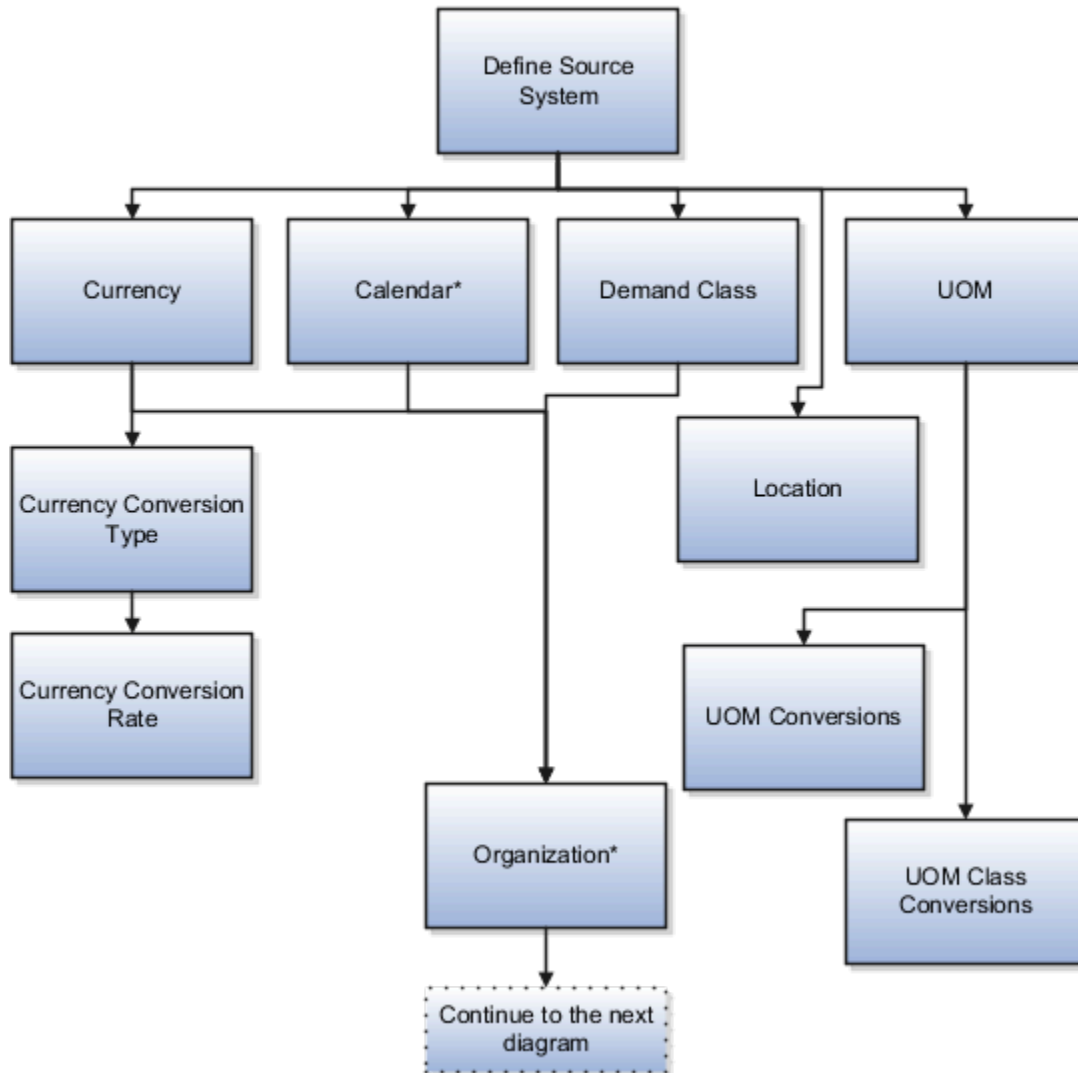 Define Source
System
Currency
Calendar*
Demand Class
UOM
Currency Conversion
Type
Location
Currency Conversion
Rate
UOM Conversions
Organization*
UOM Class
Conversions
Continue to the next
diagram